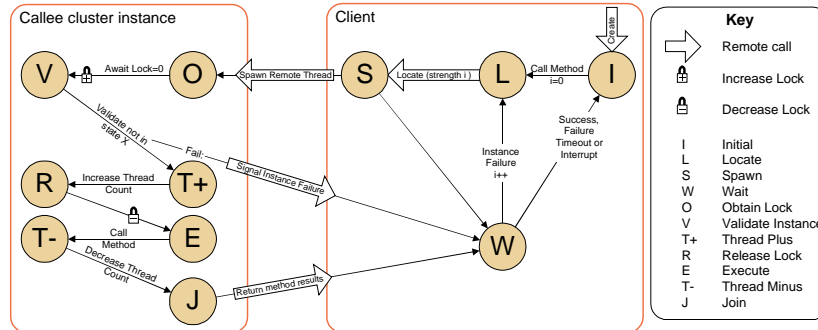 Callee cluster instance
Client
Key
Create
V
Await Lock=0
O
Spawn Remote Thread
S
Locate (strength i )
L
Call Method
i=0
I
Validate not in
state X
Fail:
Signal Instance Failure
Instance
Failure
i++
Success,
Failure
Timeout or
Interrupt
R
Increase Thread
Count
T+
T-
Call
Method
E
W
Decrease Thread
Count
J
Return method results
Remote call
Increase Lock
Decrease Lock
I Initial
L Locate
S Spawn
W Wait
O Obtain Lock
V Validate Instance
T+ Thread Plus
R Release Lock
E Execute
T- Thread Minus
J Join